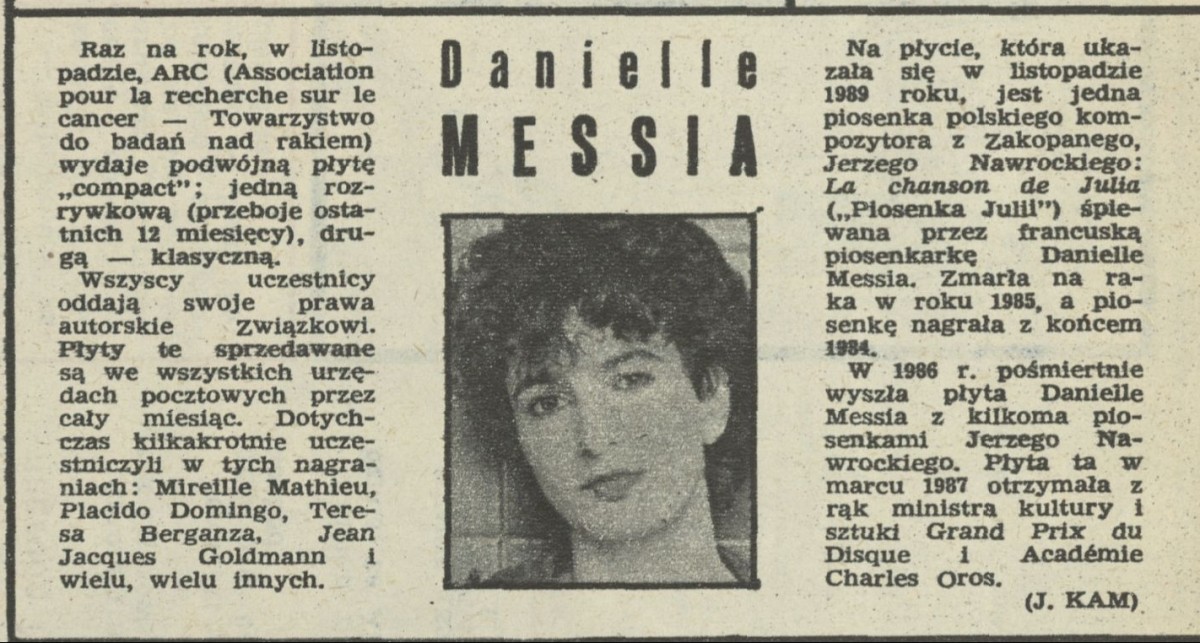 Danielle
MESSIA
Raz na rok, w listo-
padzie, ARC (Association
pour la recherche sur le
cancer — Towarzystwo
do badań nad rakiem)
wydaje podwójną płytę
„compact"; jedną roz-
rywkową (przeboje osta-
tnich 12 miesięcy), dru-
gą — klasyczną.
Wszyscy uczestnicy
oddają swoje prawa
autorskie Związkowi.
Płyty te sprzedawane
są we wszystkich urzę-
dach pocztowych przez
cały miesiąc. Dotych-
czas kilkakrotnie ucze-
stniczyli w tych nagra-
niach: Mireille Mathieu,
Placido Domingo, Tere-
sa Berganza, Jean
Jacques Goldmann i
wielu, wielu innych.
Na płycie, która uka-
zała się w listopadzie
1989 roku, jest jedna
piosenka polskiego kom-
pozytora z Zakopanego,
Jerzego Nawrockiego:
La chanson de Julia
(„Piosenka Julii") śpie-
wana przez francuską
piosenkarkę Danielle
Messia. Zmarła na ra-
ka w roku 1985, a pio-
senkę nagrała z końcem
1984.
W 1986 r. pośmiertnie
wyszła płyta Danielle
Messia z kilkoma pio-
senkami Jerzego Na-
wrockiego. Płyta ta w
marcu 1987 otrzymała z
rąk ministra kultury i
sztuki Grand Prix du
Disque i Académie
Charles Oros.
(J. KAM)